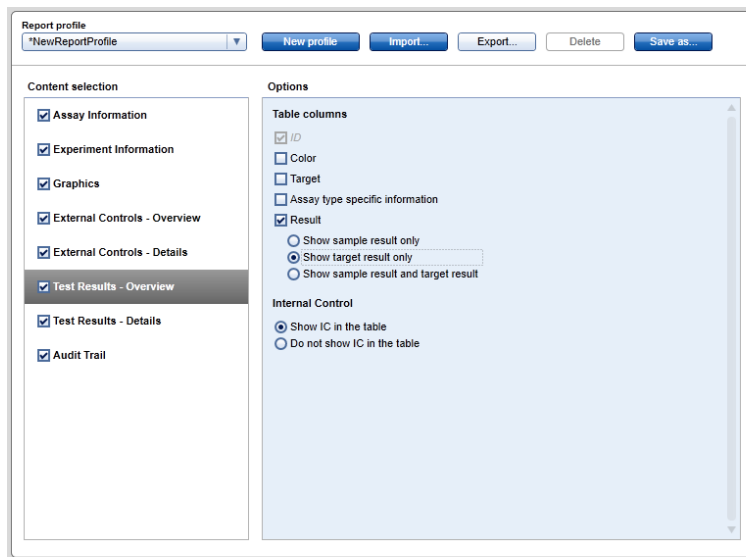 Report profile
*NewReportProfile
New profile
Import...
Export...
Delete
Save as...
Content selection
Options
Assay Information
Experiment Information
Graphics
External Controls - Overview
External Controls - Details
Test Results - Overview
Test Results - Details
Audit Trail
Table columns
ID
Color
Target
Assay type specific information
Result
Show sample result only
Show target result only
Show sample result and target result
Internal Control
Show IC in the table
Do not show IC in the table